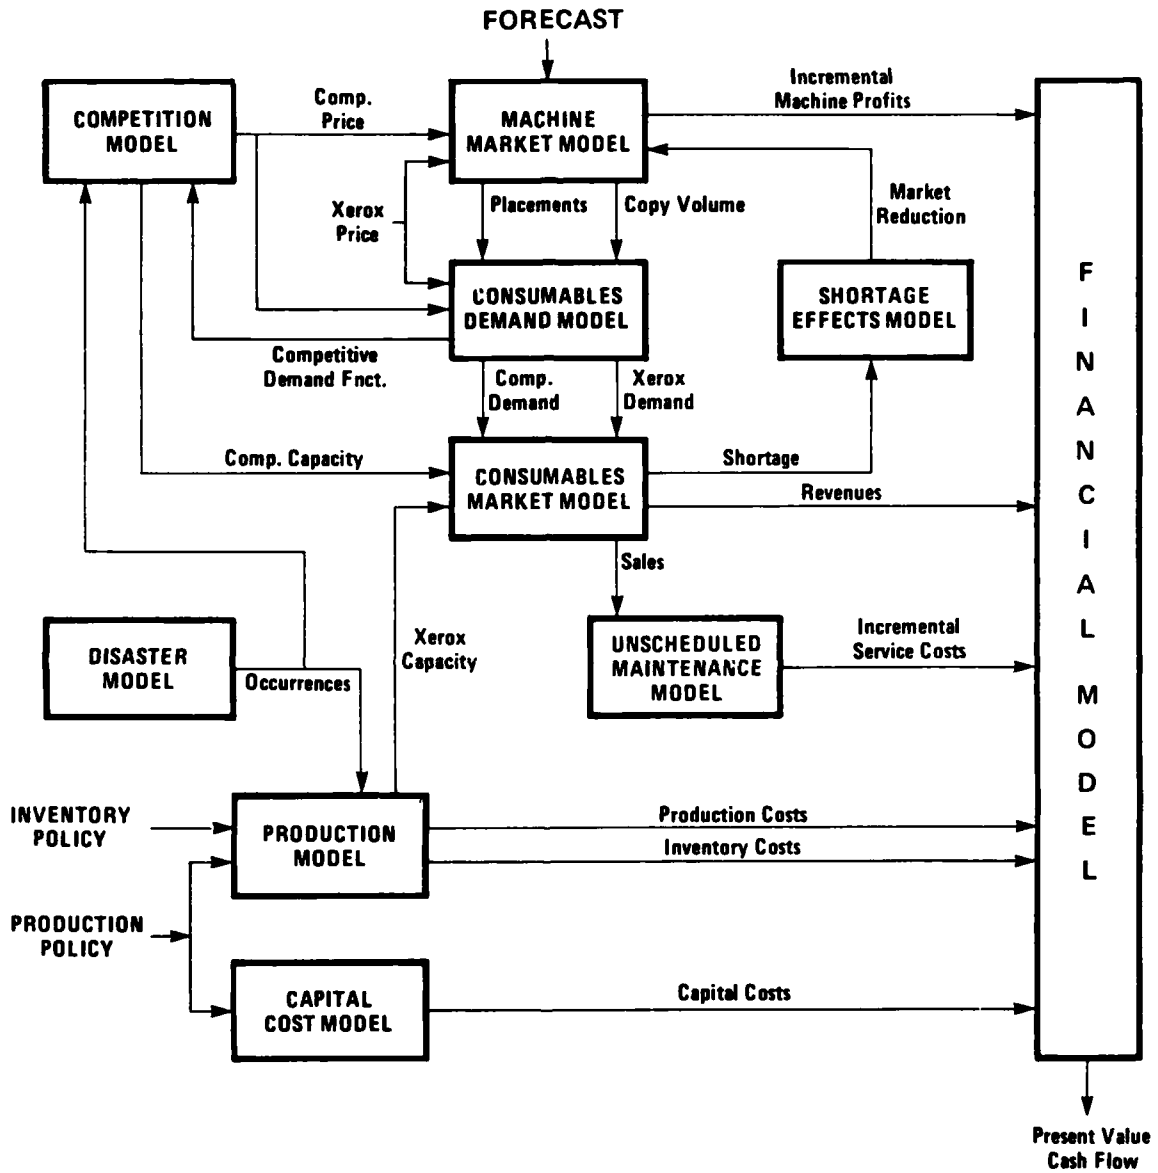 FORECAST
COMPETITION
MODEL
Comp.
Price
MACHINE
MARKET MODEL
Incremental
Machine Profits
Xerox
Price
Placements
Copy Volume
Market
Reduction
CONSUMABLES
DEMAND MODEL
SHORTAGE
EFFECTS MODEL
Competitive
Demand Fnct.
Comp.
Demand
Xerox
Demand
Comp. Capacity
CONSUMABLES
MARKET MODEL
Shortage
Revenues
Sales
DISASTER
MODEL
Occurrences
Xerox
Capacity
UNSCHEDULED
MAINTENANCE
MODEL
Incremental
Service Costs
INVENTORY
POLICY
PRODUCTION
MODEL
Production Costs
Inventory Costs
PRODUCTION
POLICY
CAPITAL
COST MODEL
Capital Costs
FINANCIAL MODEL
Present Value
Cash Flow